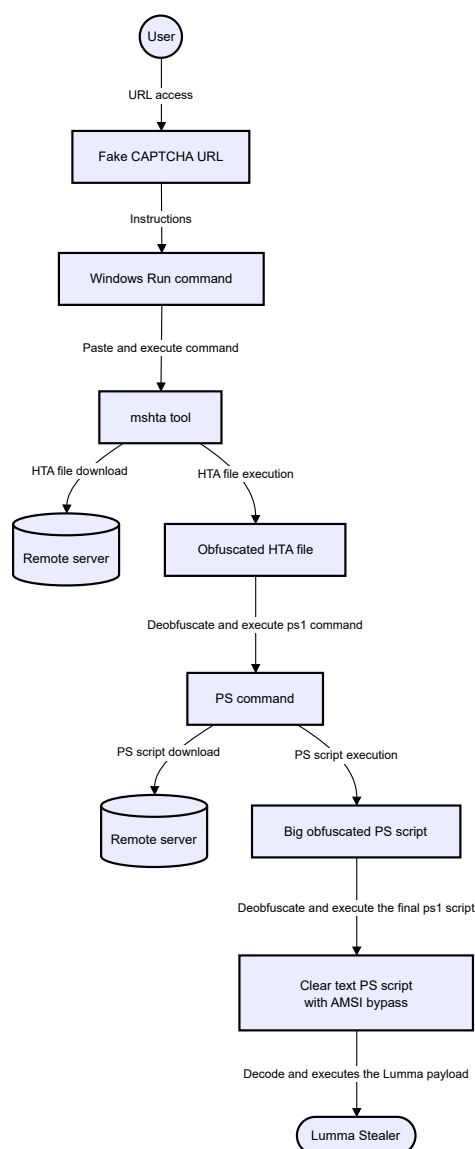 User
URL access
Fake CAPTCHA URL
Instructions
Windows Run command
Paste and execute command
mshta tool
HTA file download
HTA file execution
Remote server
Obfuscated HTA file
Deobfuscate and execute ps1 command
PS command
PS script download
PS script execution
Remote server
Big obfuscated PS script
Deobfuscate and execute the final ps1 script
Clear text PS script
with AMSI bypass
Decode and executes the Lumma payload
Lumma Stealer